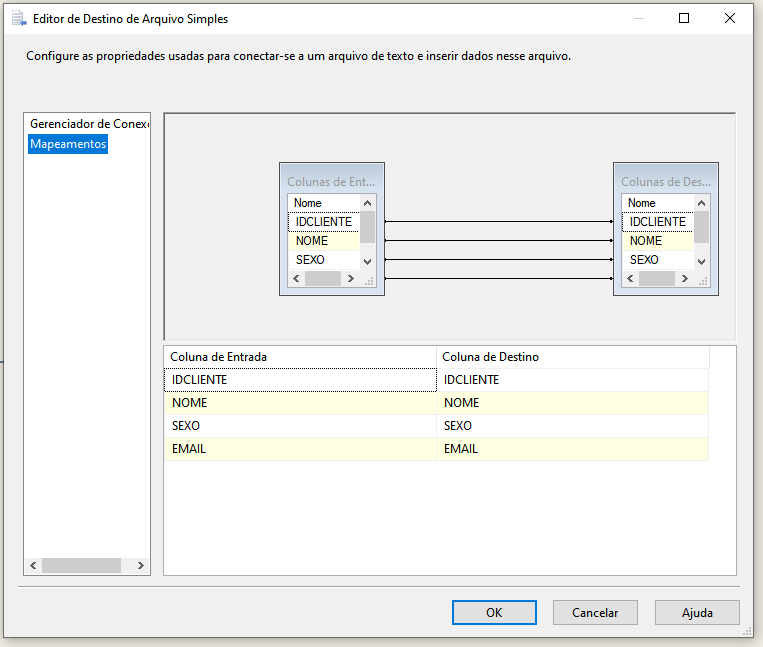 Editor de Destino de Arquivo Simples
Configure as propriedades usadas para conectar-se a um arquivo de texto e inserir dados nesse arquivo.
Gerenciador de Conex
Mapeamentos
Colunas de Ent...
Nome
IDCLIENTE
NOME
SEXO
Colunas de Des...
Nome
IDCLIENTE
NOME
SEXO
Coluna de Entrada Coluna de Destino
IDCLIENTE IDCLIENTE
NOME NOME
SEXO SEXO
EMAIL EMAIL
OK Cancelar Ajuda